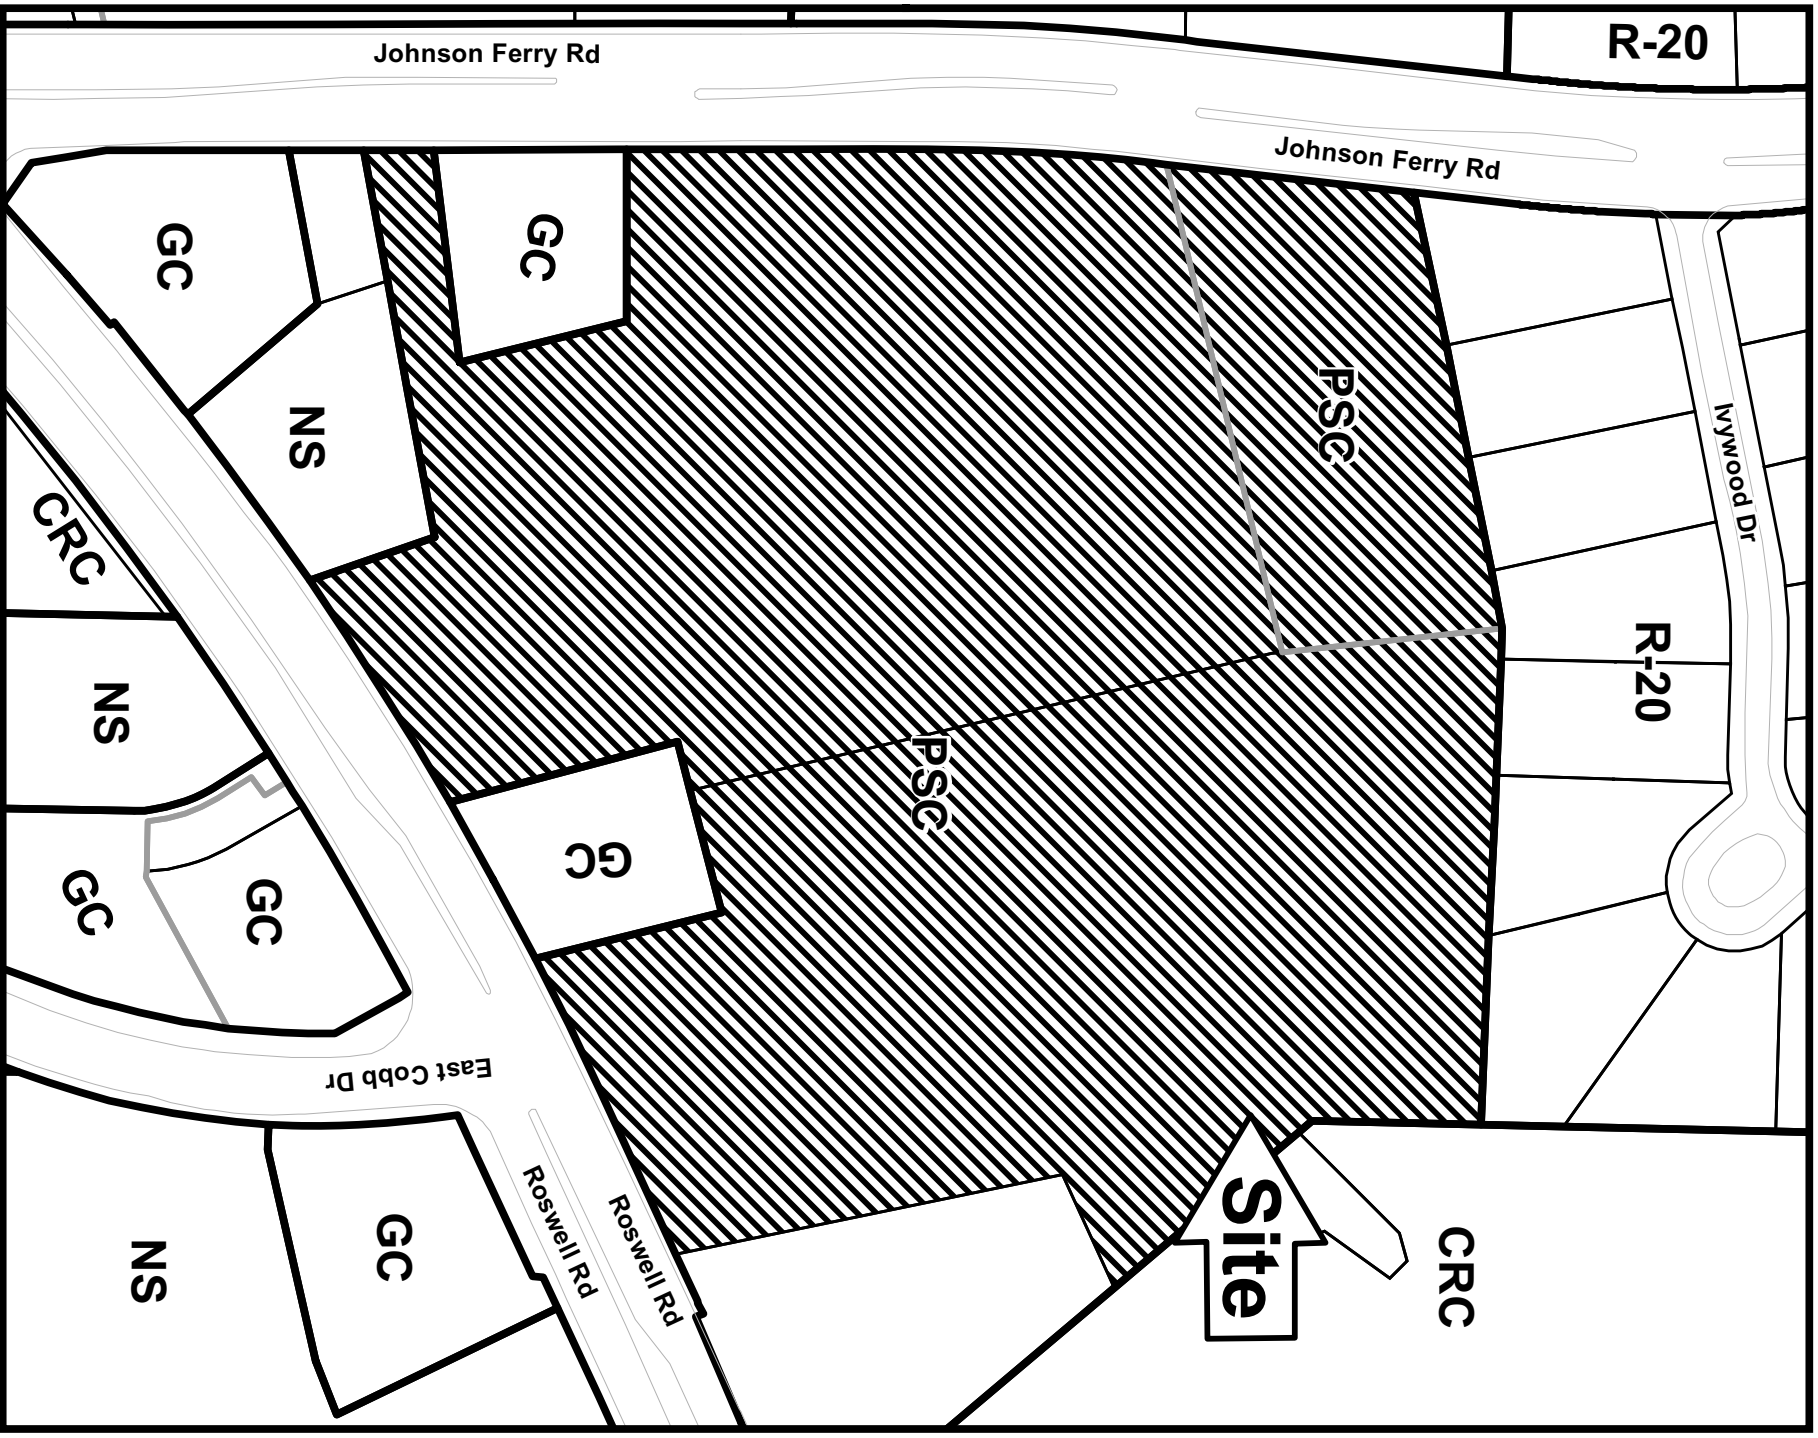 Johnson Ferry Rd
R-20
Johnson Ferry Rd
GC
GC
NS
PSC
Ivywood Dr
CRC
R-20
NS
PSC
GC
GC
GC
East Cobb Dr
Roswell Rd
Roswell Rd
Site
CRC
GC
NS